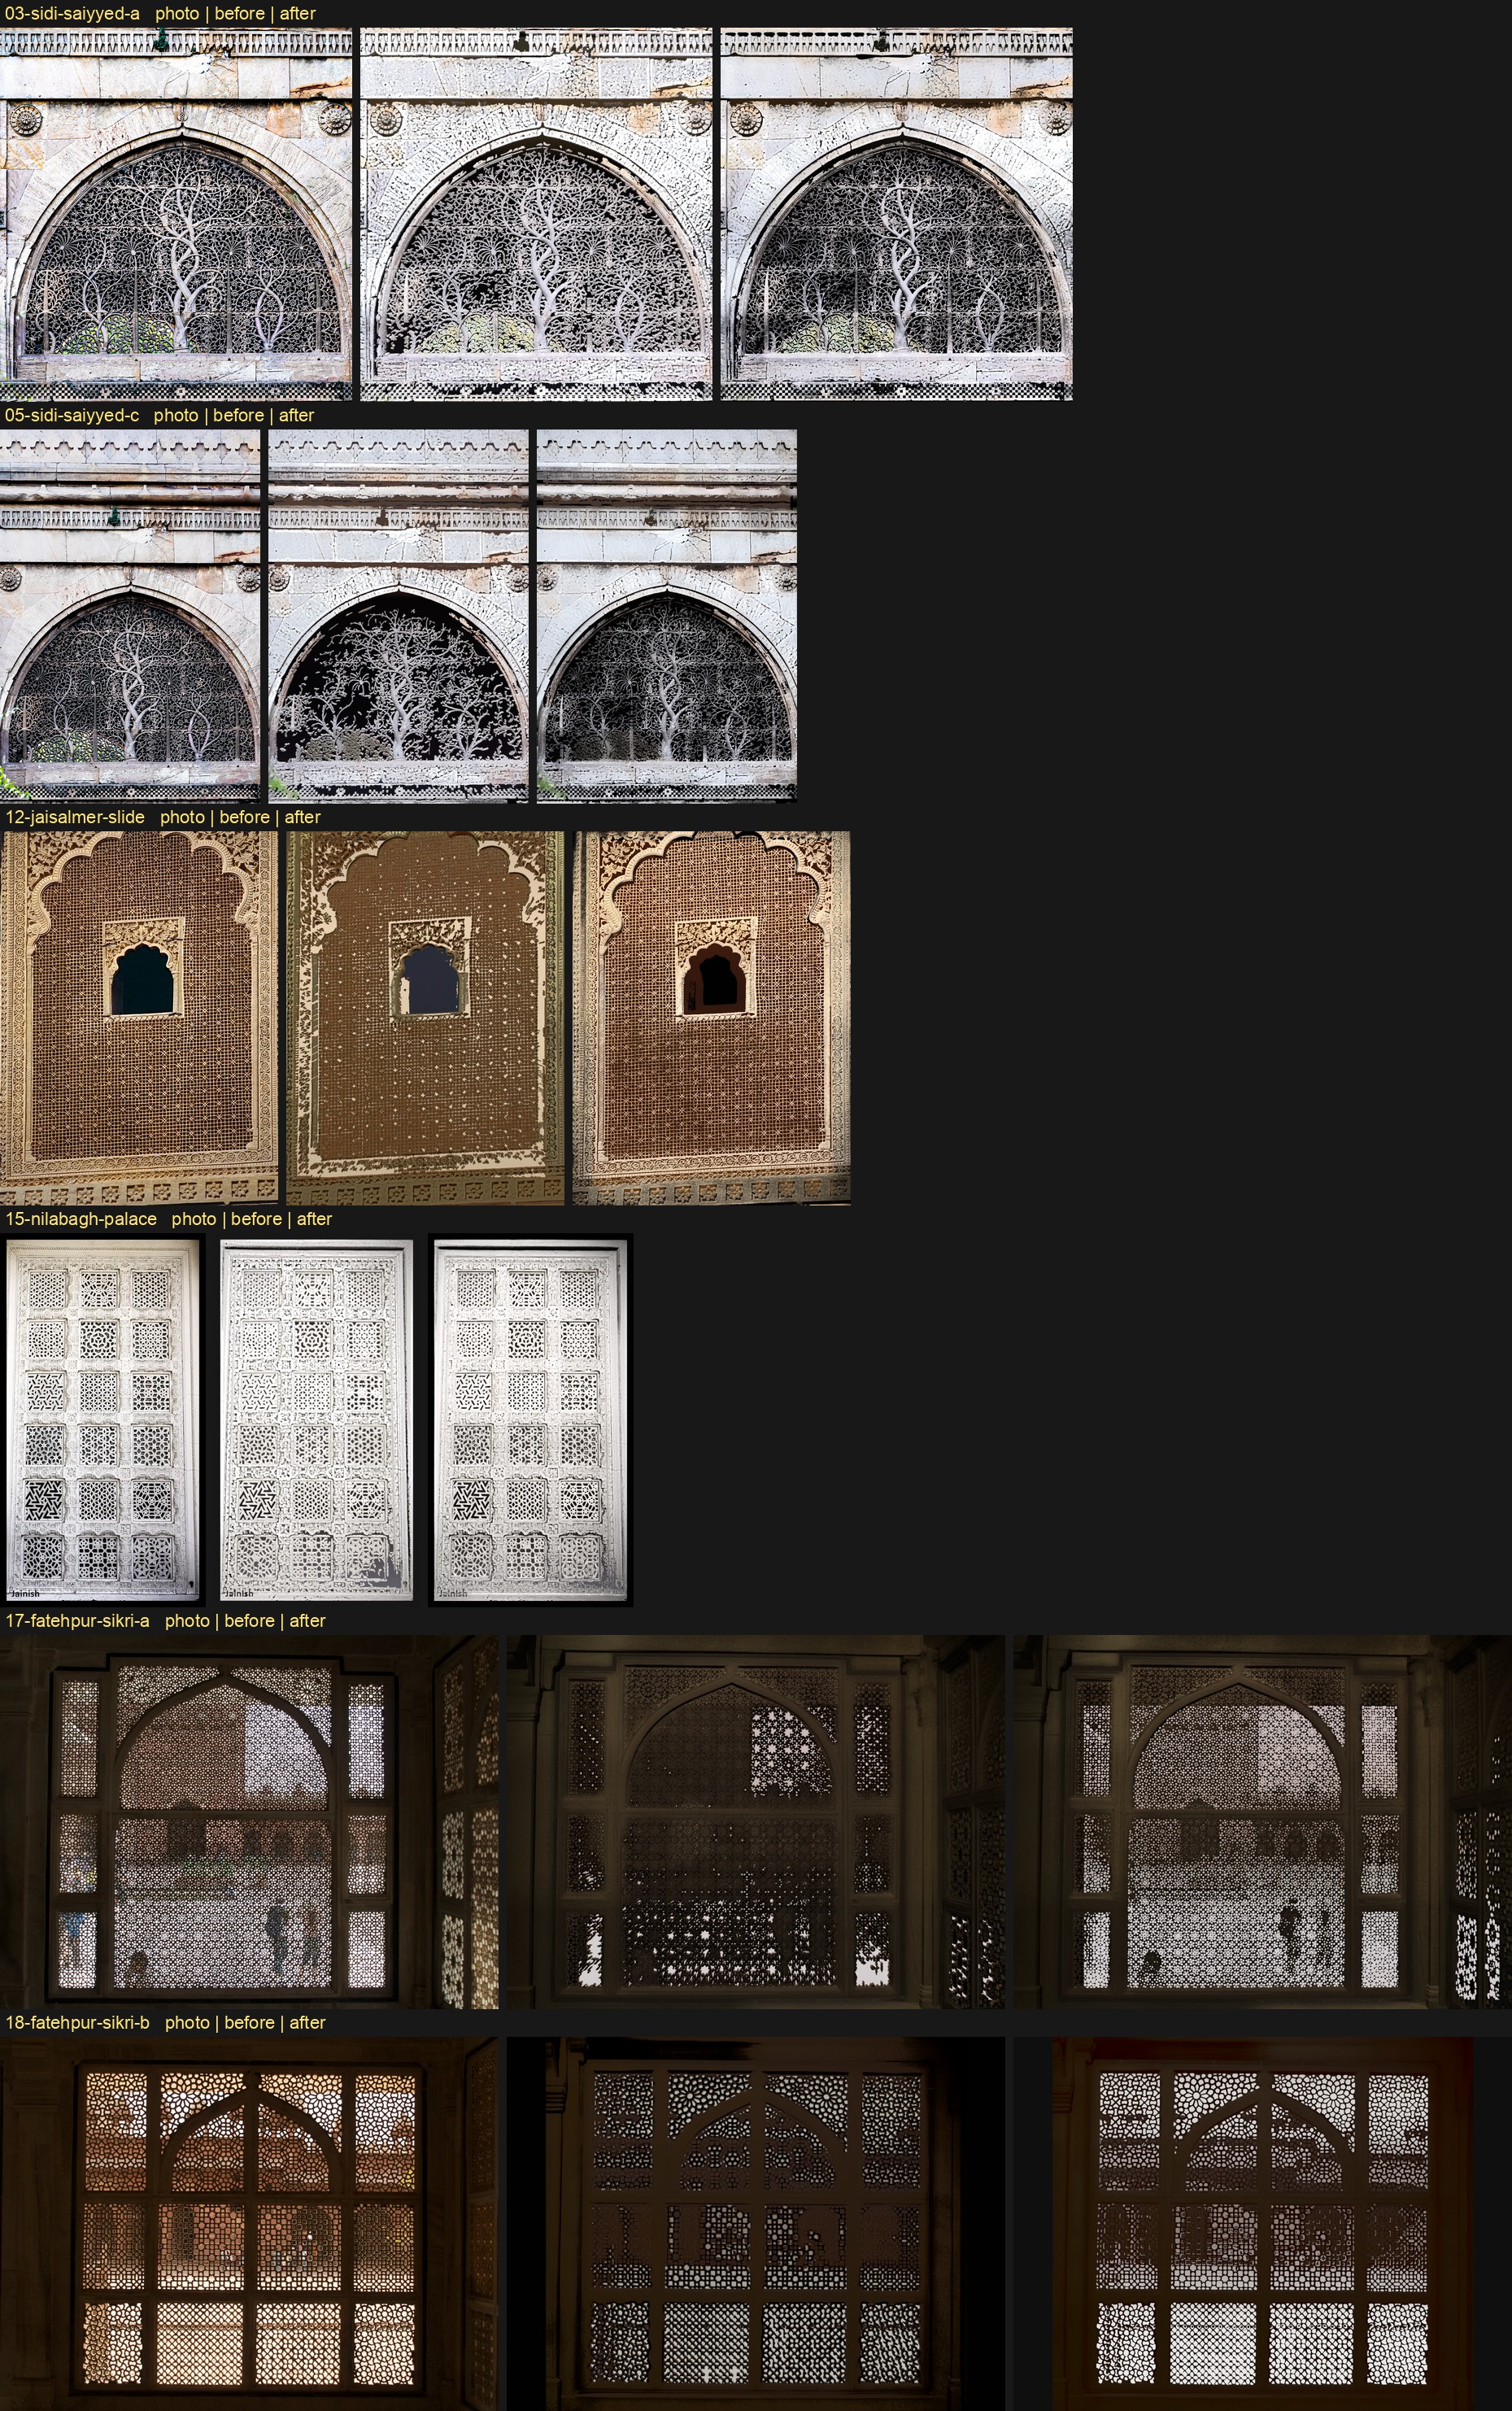 03-sidi-saiyyed-a photo | before | after
05-sidi-saiyyed-c photo | before | after
12-jaisalmer-slide photo | before | after
15-nilabagh-palace photo | before | after
Jainish
Jainish
Jainish
17-fatehpur-sikri-a photo | before | after
18-fatehpur-sikri-b photo | before | after